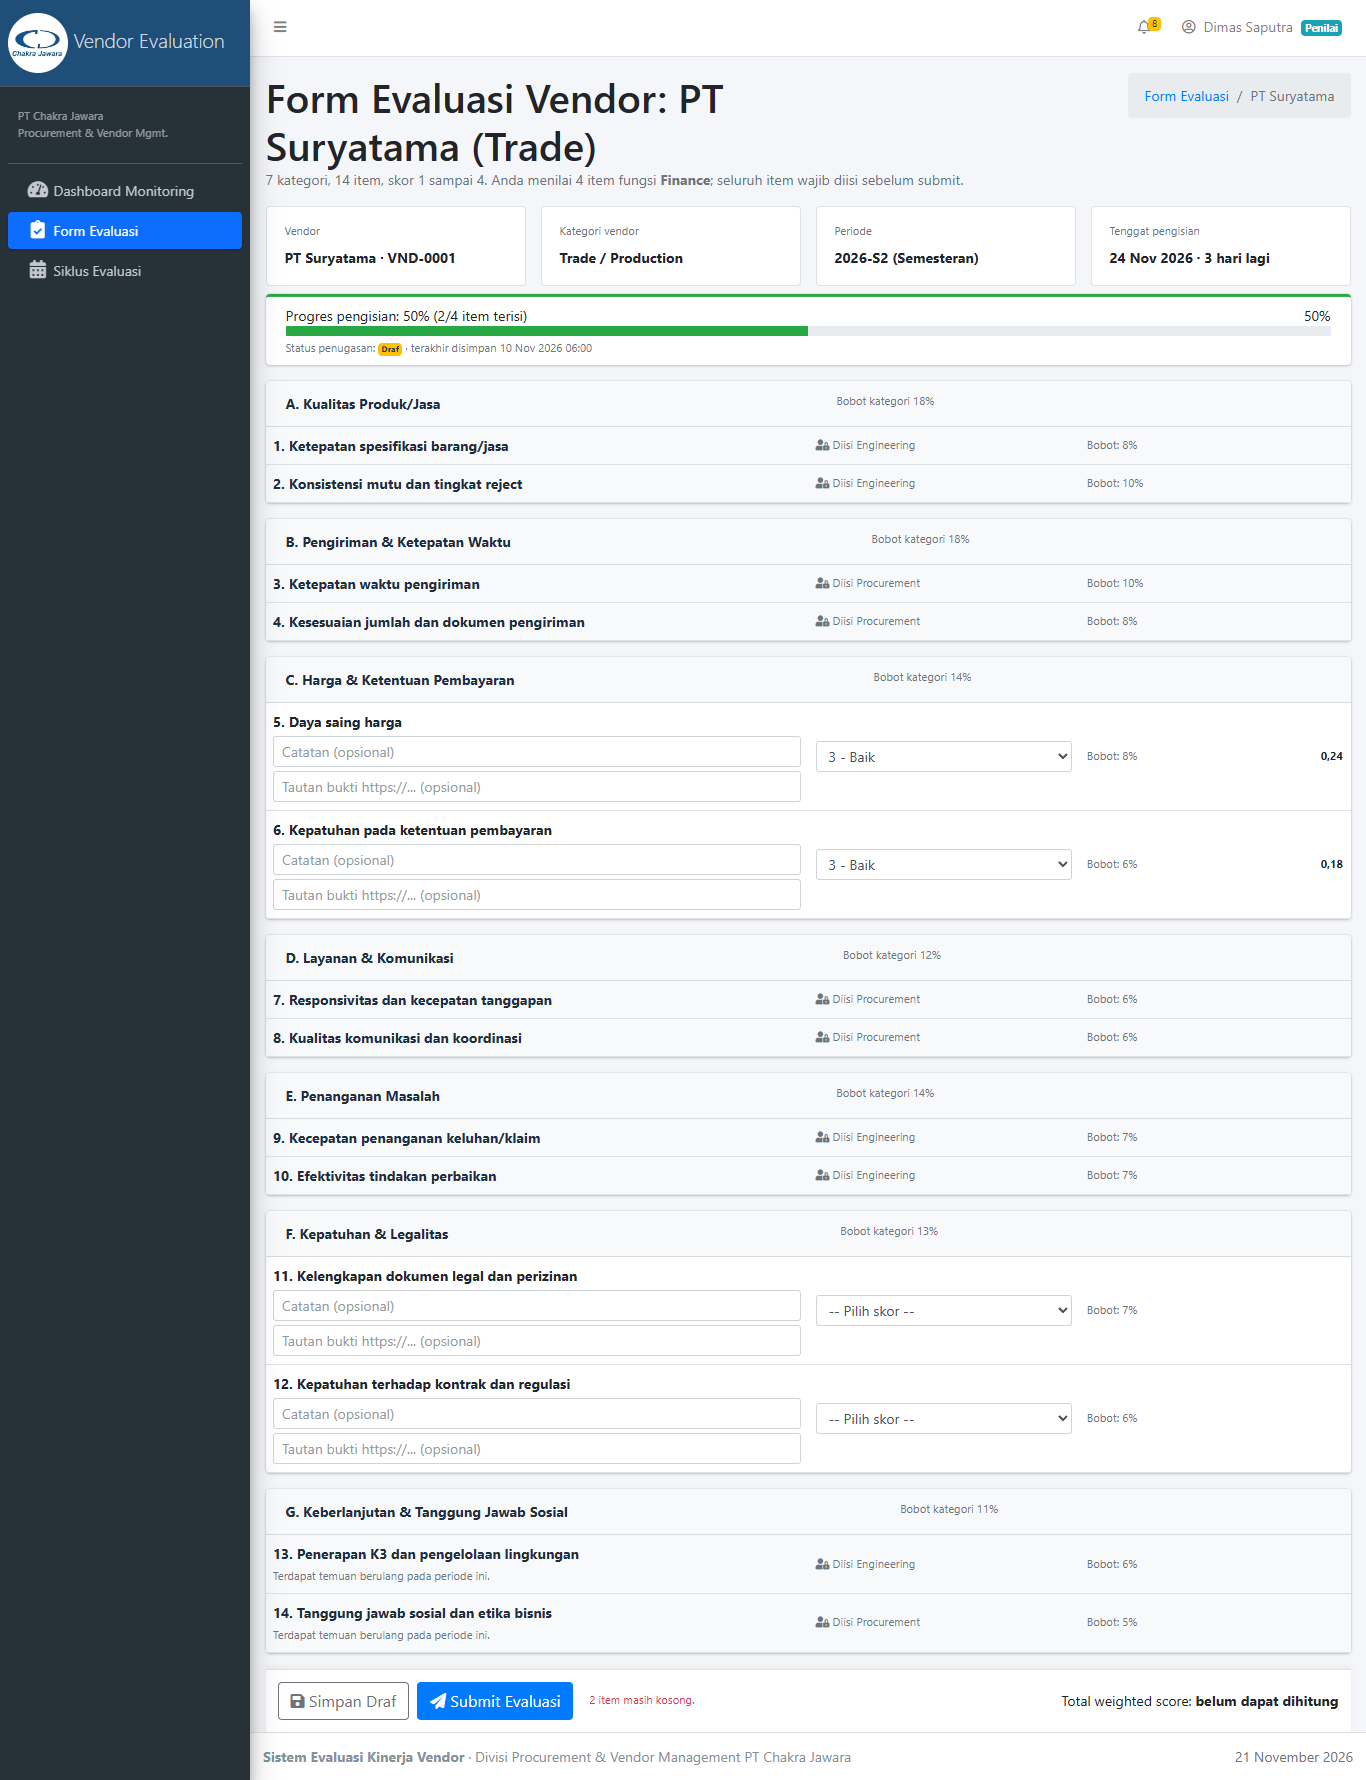 Chakra Jawara
Vendor Evaluation
PT Chakra Jawara
Procurement & Vendor Mgmt.
Dashboard Monitoring
Form Evaluasi
Siklus Evaluasi
8
Dimas Saputra Penilai
Form Evaluasi Vendor: PT
Suryatama (Trade)
Form Evaluasi / PT Suryatama
7 kategori, 14 item, skor 1 sampai 4. Anda menilai 4 item fungsi Finance; seluruh item wajib diisi sebelum submit.
Vendor
PT Suryatama · VND-0001
Kategori vendor
Trade / Production
Periode
2026-S2 (Semesteran)
Tenggat pengisian
24 Nov 2026 · 3 hari lagi
Progres pengisian: 50% (2/4 item terisi) 50%
Status penugasan: Draf · terakhir disimpan 10 Nov 2026 06:00
A. Kualitas Produk/Jasa Bobot kategori 18%
1. Ketepatan spesifikasi barang/jasa Diisi Engineering Bobot: 8%
2. Konsistensi mutu dan tingkat reject Diisi Engineering Bobot: 10%
B. Pengiriman & Ketepatan Waktu Bobot kategori 18%
3. Ketepatan waktu pengiriman Diisi Procurement Bobot: 10%
4. Kesesuaian jumlah dan dokumen pengiriman Diisi Procurement Bobot: 8%
C. Harga & Ketentuan Pembayaran Bobot kategori 14%
5. Daya saing harga
Catatan (opsional)
3 - Baik Bobot: 8% 0,24
Tautan bukti https://... (opsional)
6. Kepatuhan pada ketentuan pembayaran
Catatan (opsional)
3 - Baik Bobot: 6% 0,18
Tautan bukti https://... (opsional)
D. Layanan & Komunikasi Bobot kategori 12%
7. Responsivitas dan kecepatan tanggapan Diisi Procurement Bobot: 6%
8. Kualitas komunikasi dan koordinasi Diisi Procurement Bobot: 6%
E. Penanganan Masalah Bobot kategori 14%
9. Kecepatan penanganan keluhan/klaim Diisi Engineering Bobot: 7%
10. Efektivitas tindakan perbaikan Diisi Engineering Bobot: 7%
F. Kepatuhan & Legalitas Bobot kategori 13%
11. Kelengkapan dokumen legal dan perizinan
Catatan (opsional)
-- Pilih skor -- Bobot: 7%
Tautan bukti https://... (opsional)
12. Kepatuhan terhadap kontrak dan regulasi
Catatan (opsional)
-- Pilih skor -- Bobot: 6%
Tautan bukti https://... (opsional)
G. Keberlanjutan & Tanggung Jawab Sosial Bobot kategori 11%
13. Penerapan K3 dan pengelolaan lingkungan
Diisi Engineering Bobot: 6%
Terdapat temuan berulang pada periode ini.
14. Tanggung jawab sosial dan etika bisnis
Diisi Procurement Bobot: 5%
Terdapat temuan berulang pada periode ini.
Simpan Draf Submit Evaluasi 2 item masih kosong. Total weighted score: belum dapat dihitung
Sistem Evaluasi Kinerja Vendor · Divisi Procurement & Vendor Management PT Chakra Jawara 21 November 2026